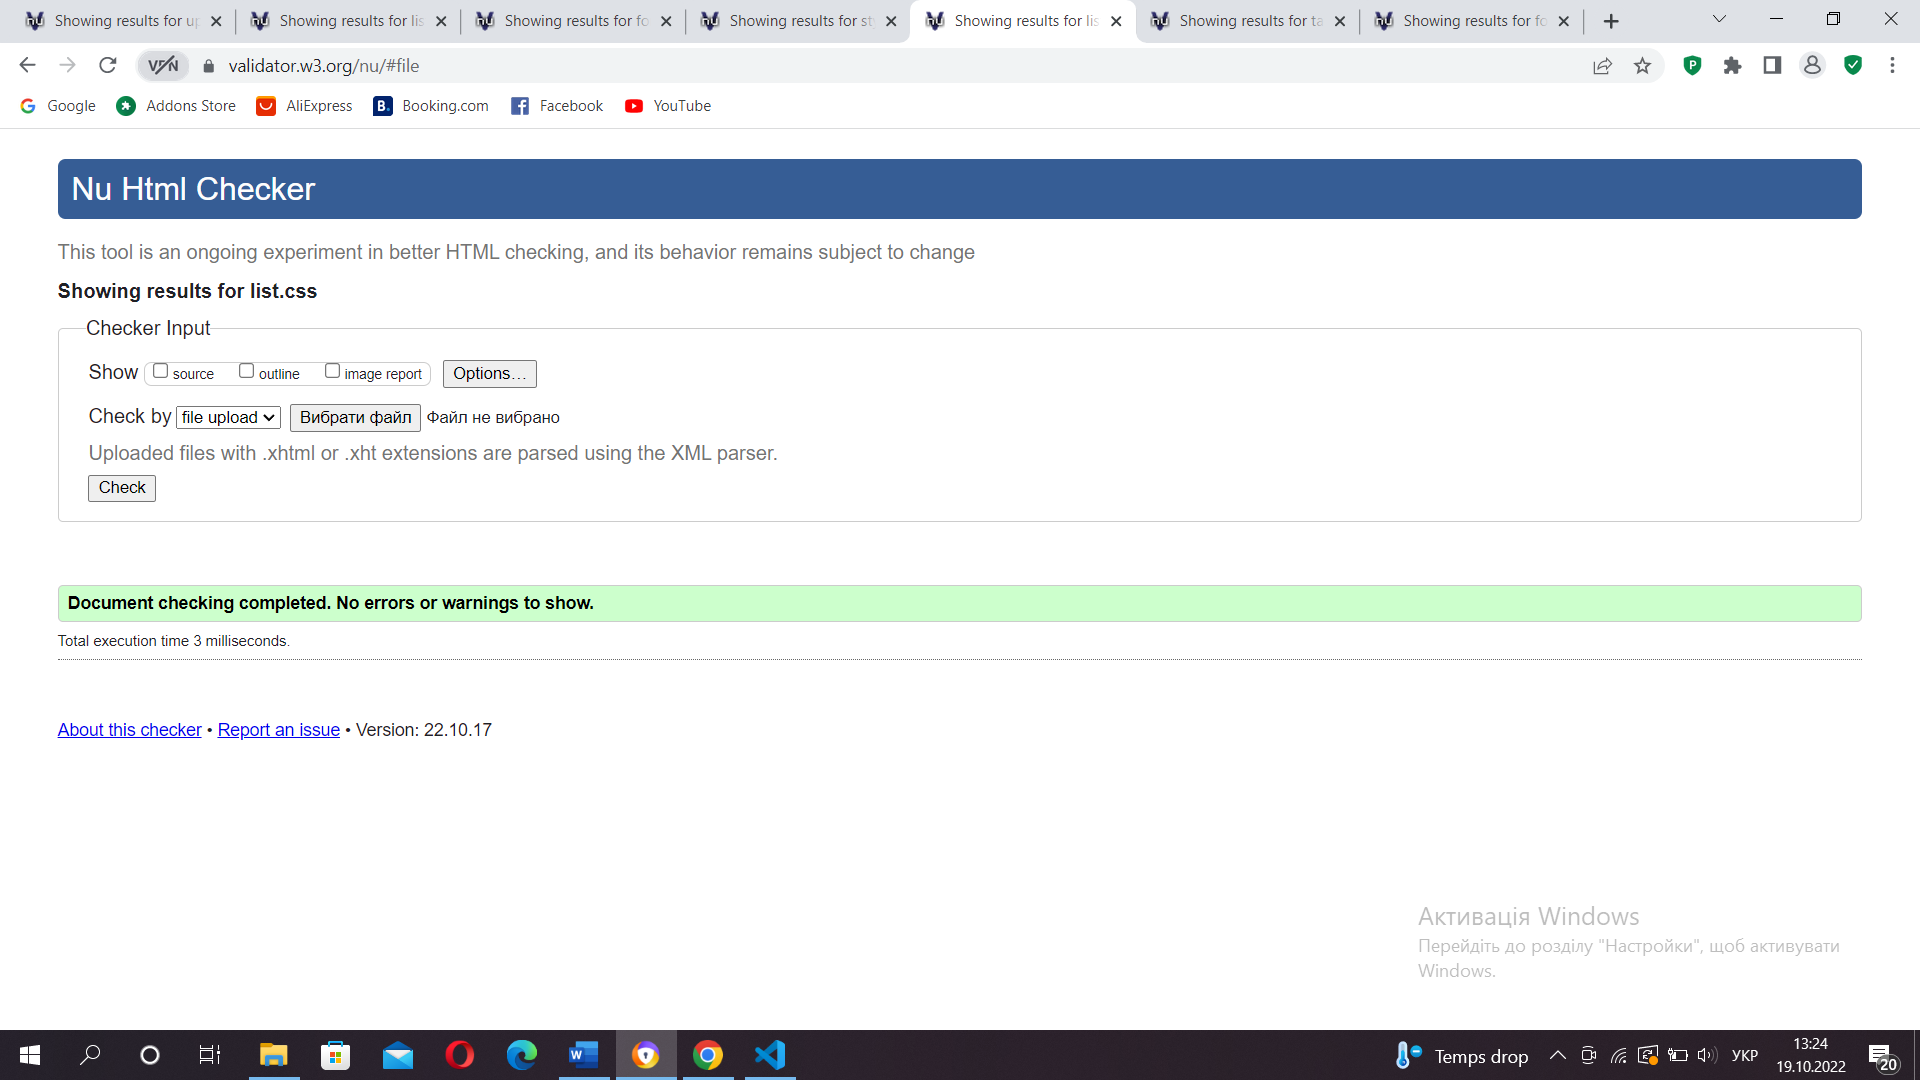 Showing results for up
Showing results for lis
Showing results for fo
Showing results for st
Showing results for lis
Showing results for ta
Showing results for fo
VPN
validator.w3.org/nu/#file
Google
Addons Store
AliExpress
Booking.com
Facebook
YouTube
Nu Html Checker
This tool is an ongoing experiment in better HTML checking, and its behavior remains subject to change
Showing results for list.css
Checker Input
Show source outline image report Options...
Check by file upload Вибрати файл Файл не вибрано
Uploaded files with .xhtml or .xht extensions are parsed using the XML parser.
Check
Document checking completed. No errors or warnings to show.
Total execution time 3 milliseconds.
About this checker • Report an issue • Version: 22.10.17
Активація Windows
Перейдіть до розділу "Настройки", щоб активувати
Windows.
Temps drop
УКР
13:24
19.10.2022
20